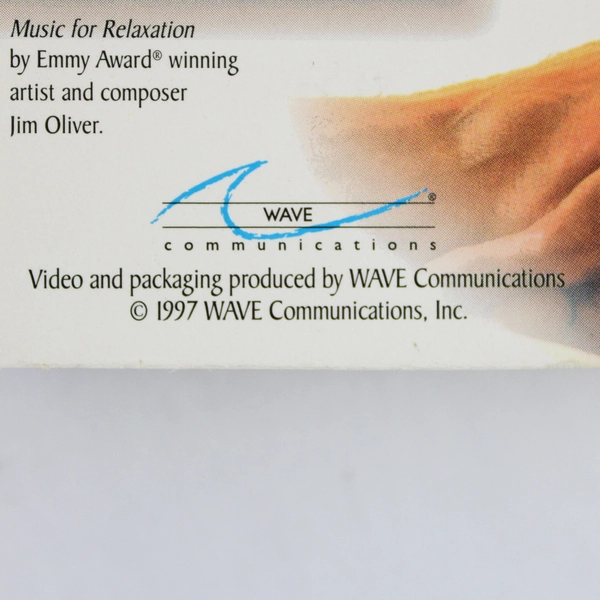 Music for Relaxation
by Emmy Award® winning
artist and composer
Jim Oliver.
WAVE ®
communications
Video and packaging produced by WAVE Communications
© 1997 WAVE Communications, Inc.